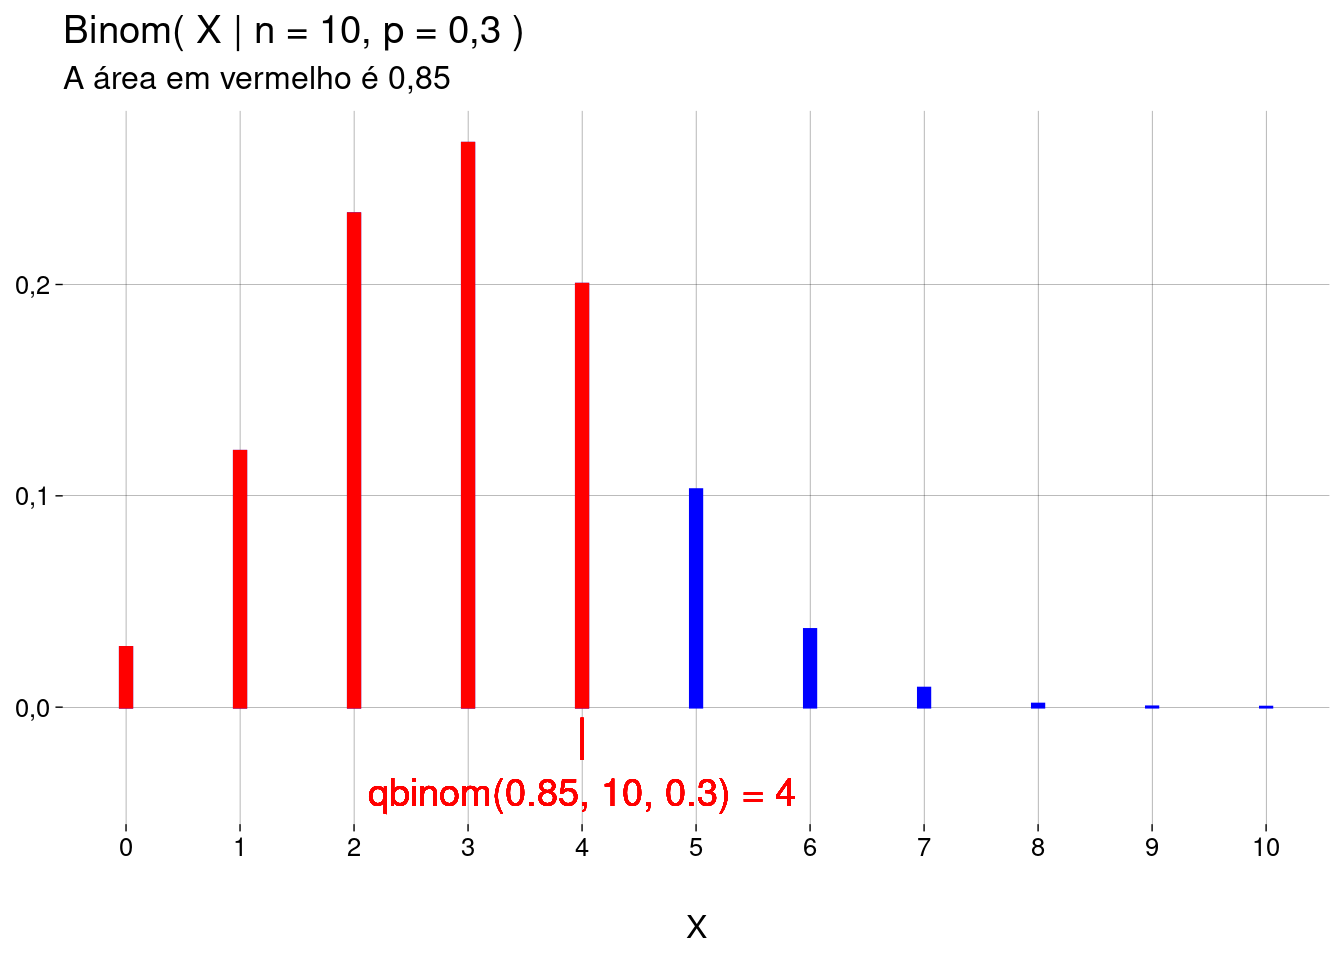 Binom( X | n = 10, p = 0,3 )
A área em vermelho é 0,85
0,2
0,1
0,0
qbinom(0.85, 10, 0.3) = 4
0 1 2 3 4 5 6 7 8 9 10
X